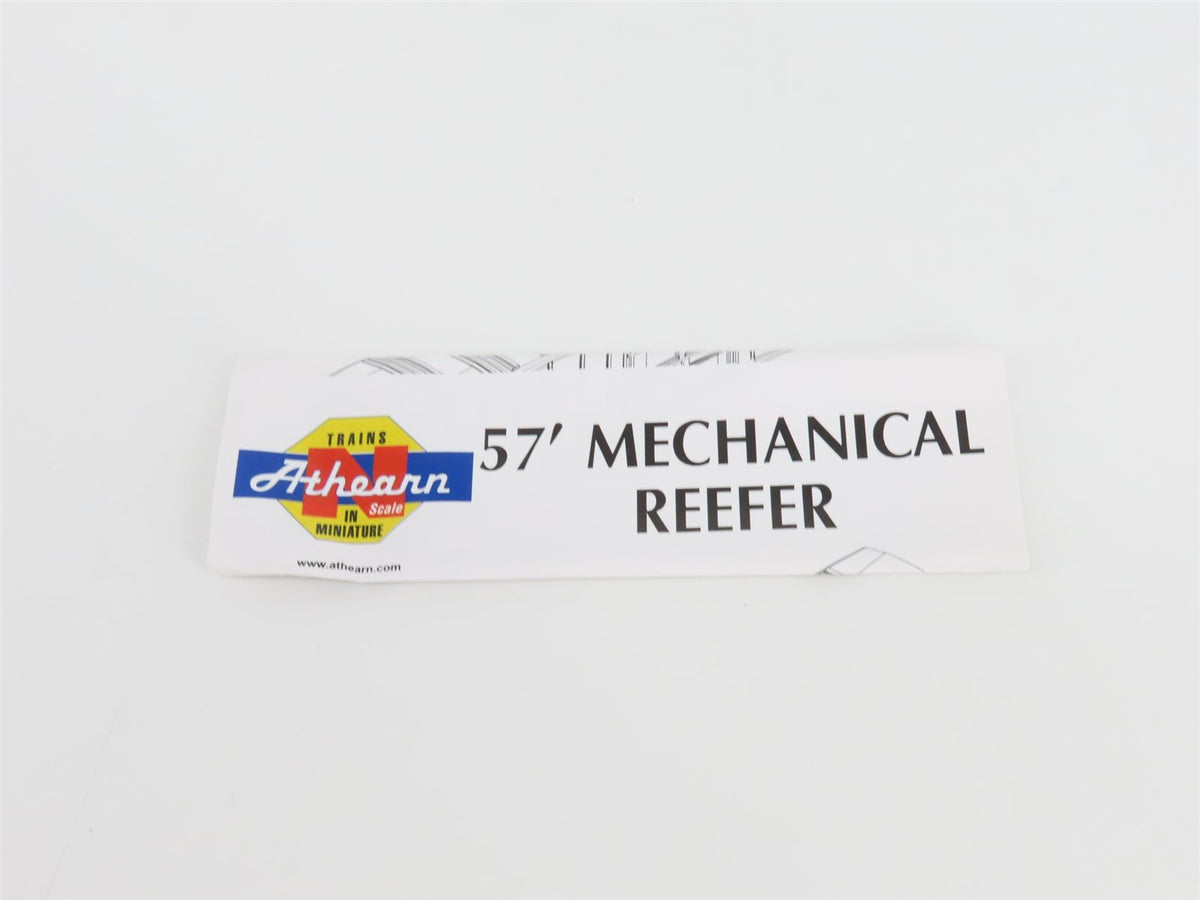 TRAINS
Athearn
N
Scale
IN
MINIATURE
www.athearn.com
57′ MECHANICAL
REEFER